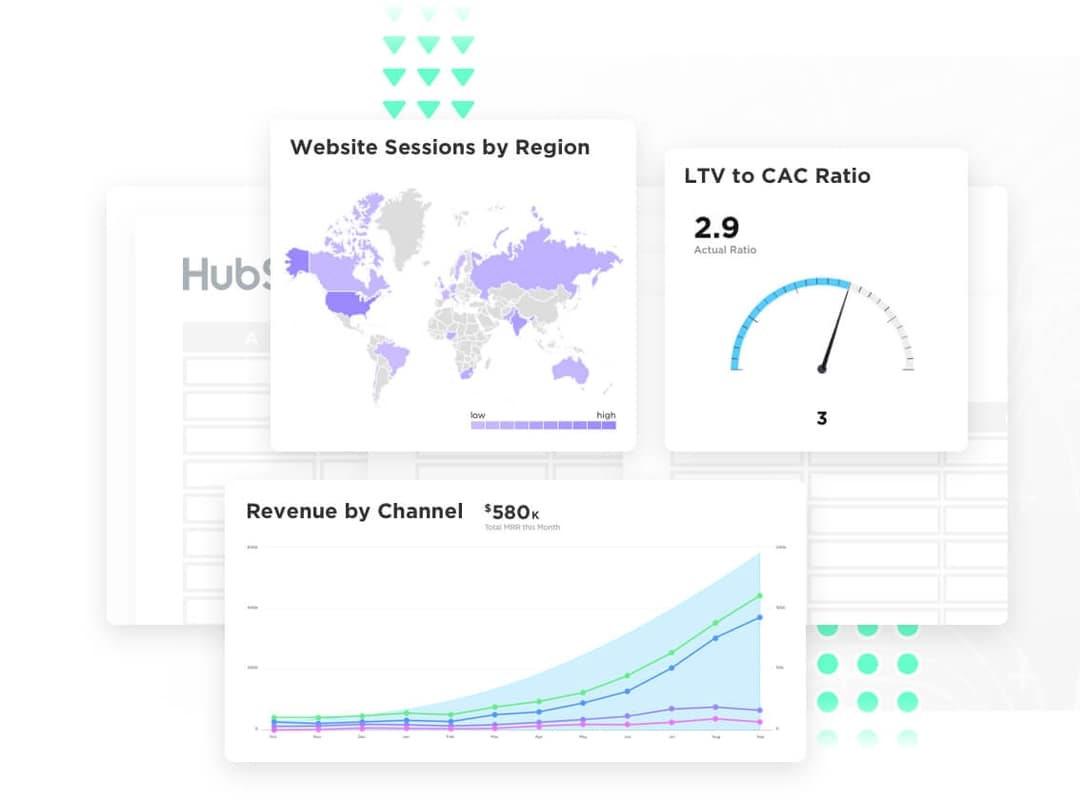 Website Sessions by Region
LTV to CAC Ratio
2.9
Actual Ratio
HubS
A
low
high
3
Revenue by Channel
$580K
Total MRR this Month